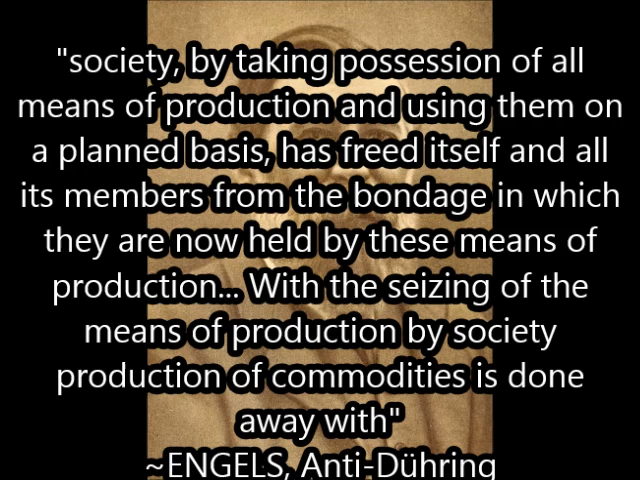 "society, by taking possession of all
means of production and using them on
a planned basis, has freed itself and all
its members from the bondage in which
they are now held by these means of
production... With the seizing of the
means of production by society
production of commodities is done
away with"
~ENGELS, Anti-Dühring